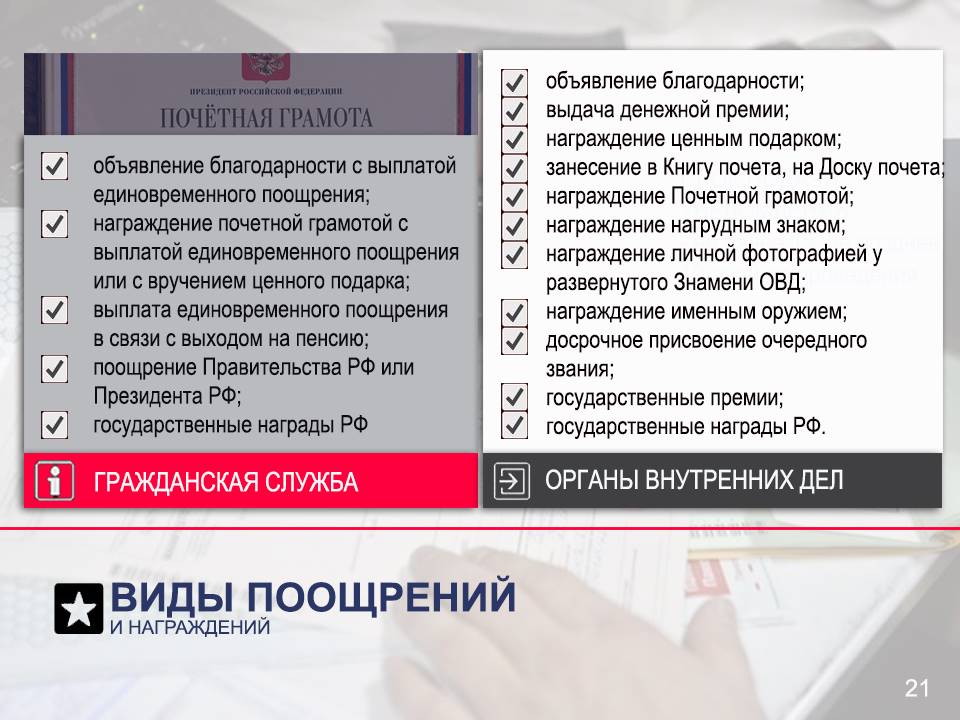 ПРЕЗИДЕНТ РОССИЙСКОЙ ФЕДЕРАЦИИ
ПОЧЁТНАЯ ГРАМОТА
объявление благодарности с выплатой
единовременного поощрения;
награждение почетной грамотой с
выплатой единовременного поощрения
или с вручением ценного подарка;
выплата единовременного поощрения
в связи с выходом на пенсию;
поощрение Правительства РФ или
Президента РФ;
государственные награды РФ
ГРАЖДАНСКАЯ СЛУЖБА
объявление благодарности;
выдача денежной премии;
награждение ценным подарком;
занесение в Книгу почета, на Доску почета;
награждение Почетной грамотой;
награждение нагрудным знаком;
награждение личной фотографией у
развернутого Знамени ОВД;
награждение именным оружием;
досрочное присвоение очередного
звания;
государственные премии;
государственные награды РФ.
ОРГАНЫ ВНУТРЕННИХ ДЕЛ
ВИДЫ ПООЩРЕНИЙ
И НАГРАЖДЕНИЙ
21